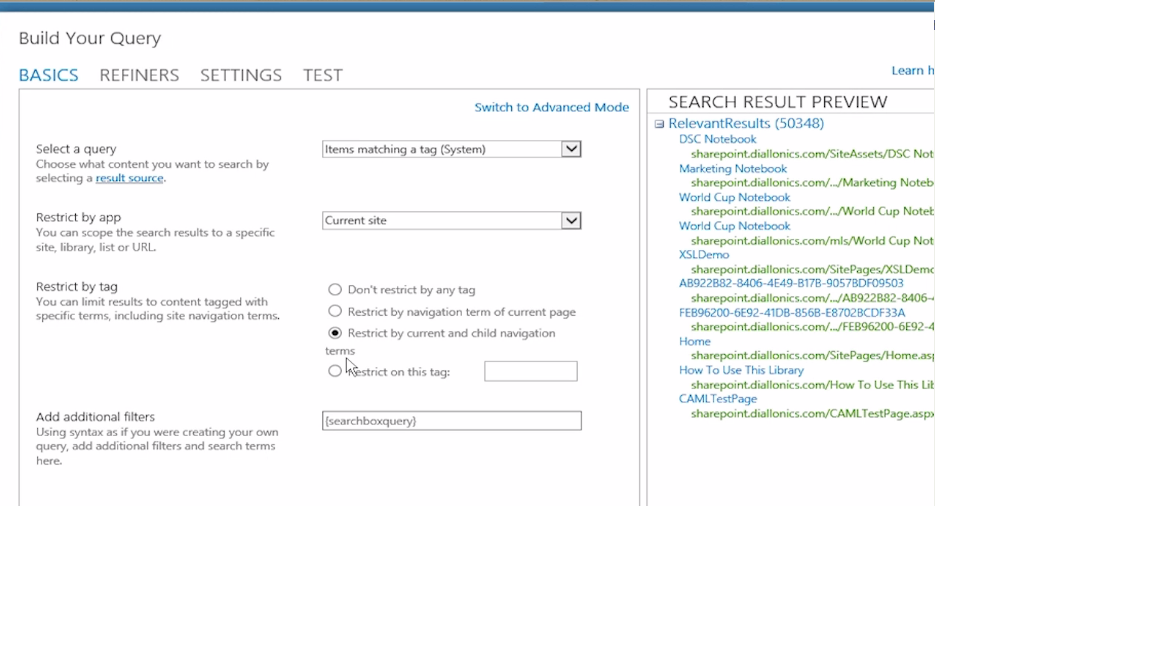 Build Your Query
BASICS REFINERS SETTINGS TEST
Learn h
Switch to Advanced Mode
Select a query
Choose what content you want to search by
selecting a result source.
Items matching a tag (System)
Restrict by app
You can scope the search results to a specific
site, library, list or URL.
Current site
Restrict by tag
You can limit results to content tagged with
specific terms, including site navigation terms.
Don't restrict by any tag
Restrict by navigation term of current page
Restrict by current and child navigation
terms
Restrict on this tag:
Add additional filters
Using syntax as if you were creating your own
query, add additional filters and search terms
here.
{searchboxquery}
SEARCH RESULT PREVIEW
RelevantResults (50348)
DSC Notebook
sharepoint.diallonics.com/SiteAssets/DSC Not
Marketing Notebook
sharepoint.diallonics.com/.../Marketing Noteb
World Cup Notebook
sharepoint.diallonics.com/.../World Cup Noteb
World Cup Notebook
sharepoint.diallonics.com/mls/World Cup Not
XSLDemo
sharepoint.diallonics.com/SitePages/XSLDemo
AB922B82-8406-4E49-B17B-9057BDF09503
sharepoint.diallonics.com/.../AB922B82-8406-4
FEB96200-6E92-41DB-856B-E8702BCDF33A
sharepoint.diallonics.com/.../FEB96200-6E92-4
Home
sharepoint.diallonics.com/SitePages/Home.asp
How To Use This Library
sharepoint.diallonics.com/How To Use This Lib
CAMLTestPage
sharepoint.diallonics.com/CAMLTestPage.aspx